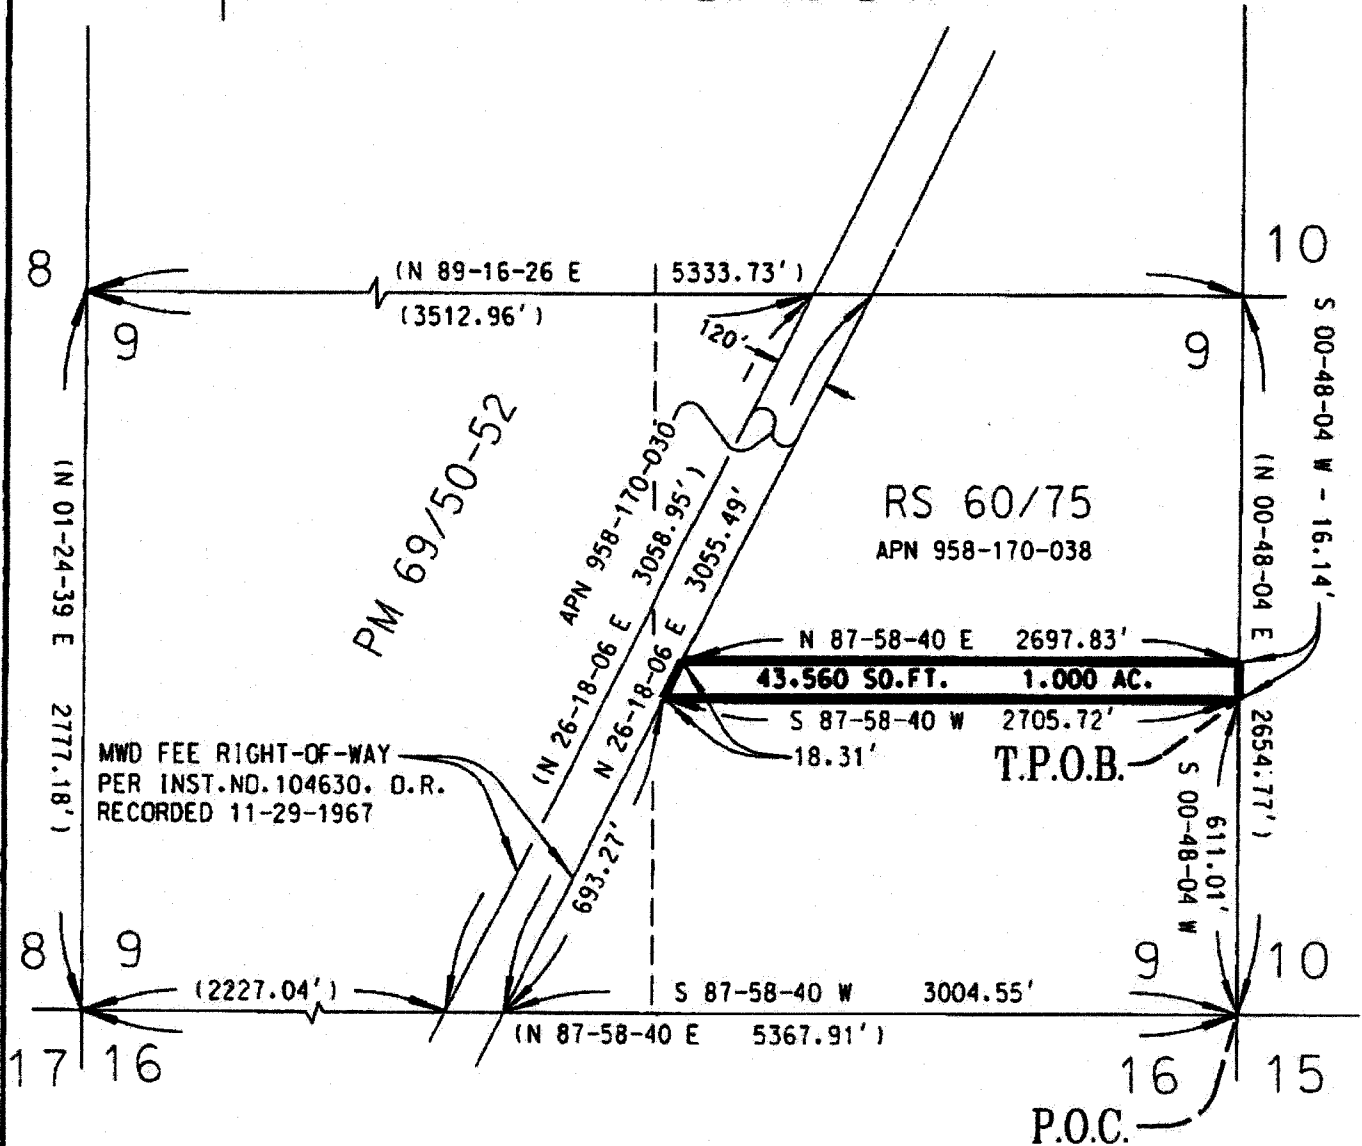 8
9
10
9
(N 89-16-26 E 5333.73')
(3512.96')
120'
S 00-48-04 W - 16.14'
(N 01-24-39 E 2777.18')
PM 69/50-52
APN 958-170-030
(N 26-18-06 E 3058.95')
N 26-18-06 E 3055.49'
RS 60/75
APN 958-170-038
(N 00-48-04 E 2654.77')
N 87-58-40 E 2697.83'
43.560 SQ.FT. 1.000 AC.
S 87-58-40 W 2705.72'
18.31'
T.P.O.B.
MWD FEE RIGHT-OF-WAY
PER INST.NO.104630. O.R.
RECORDED 11-29-1967
693.27'
611.01'
S 00-48-04 W
8
9
9
10
(2227.04')
S 87-58-40 W 3004.55'
(N 87-58-40 E 5367.91')
17
16
16
15
P.O.C.